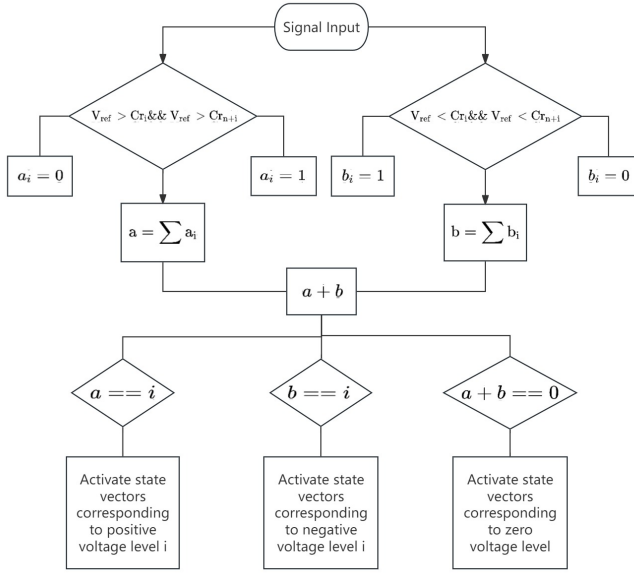 Signal Input
V_ref > Cr_i&& V_ref > Cr_{n+i}
V_ref < Cr_i&& V_ref < Cr_{n+i}
a_i = 0
a_i = 1
b_i = 1
b_i = 0
a = ∑ a_i
b = ∑ b_i
a + b
a == i
b == i
a + b == 0
Activate state
vectors
corresponding
to positive
voltage level i
Activate state
vectors
corresponding
to negative
voltage level i
Activate state
vectors
corresponding
to zero
voltage level